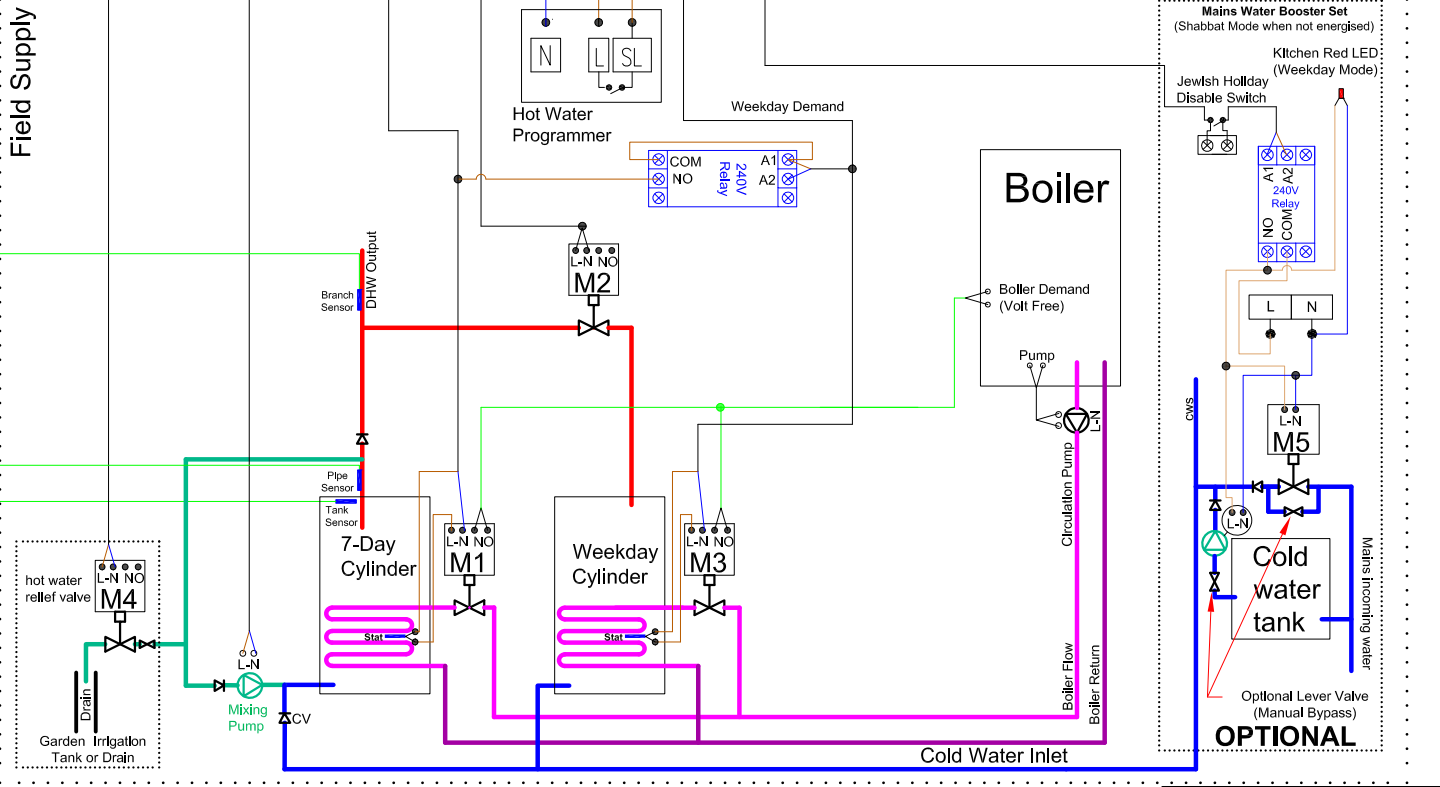 Field Supply
N
L
SL
Hot Water
Programmer
Weekday Demand
COM
NO
240V
Relay
A1
A2
Boiler
Boiler Demand
(Volt Free)
Pump
L-N
Circulation Pump
Boiler Flow
Boiler Return
Mains Water Booster Set
(Shabbat Mode when not energised)
Kitchen Red LED
(Weekday Mode)
Jewish Holiday
Disable Switch
A1
A2
240V
Relay
NO
COM
L
N
cws
L-N
M5
L-N
Cold
water
tank
Mains incoming water
Optional Lever Valve
(Manual Bypass)
OPTIONAL
DHW Output
Branch
Sensor
L-N NO
M2
Pipe
Sensor
Tank
Sensor
7-Day
Cylinder
L-N NO
M1
Stat
Weekday
Cylinder
L-N NO
M3
Stat
hot water
relief valve
L-N NO
M4
L-N
Mixing
Pump
CV
Drain
Garden Irrigation
Tank or Drain
Cold Water Inlet